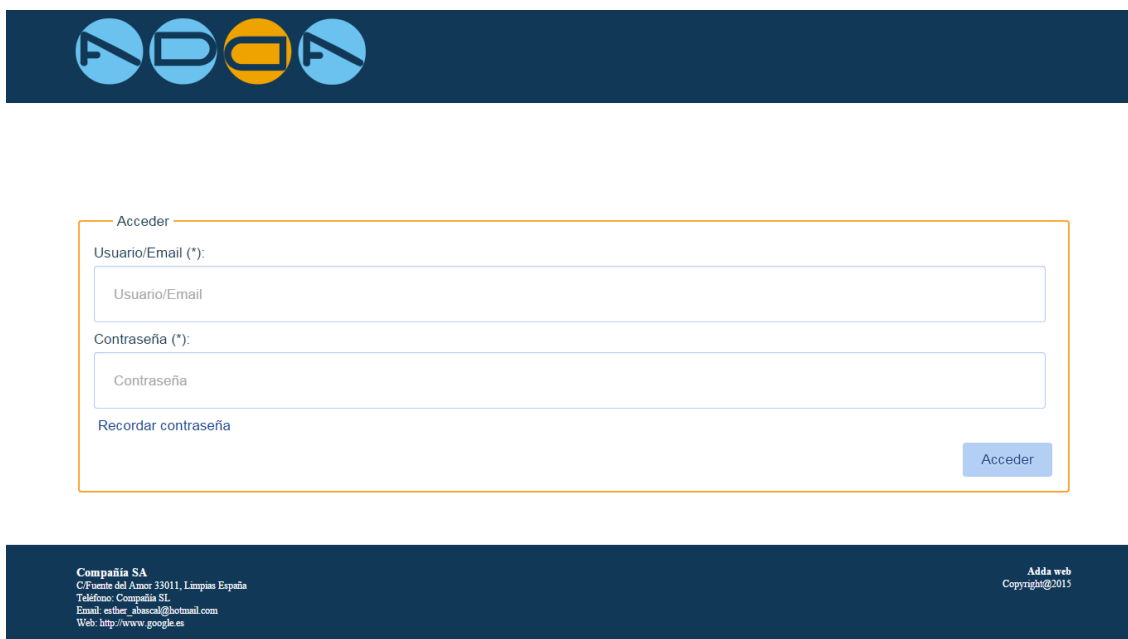 ADDA
Acceder
Usuario/Email (*):
Usuario/Email
Contraseña (*):
Contraseña
Recordar contraseña
Acceder
Compañía SA
C/Fuente del Amor 33011, Limpias España
Teléfono: Compañía SL
Email: esther_abascal@hotmail.com
Web: http://www.google.es
Adda web
Copyright@2015